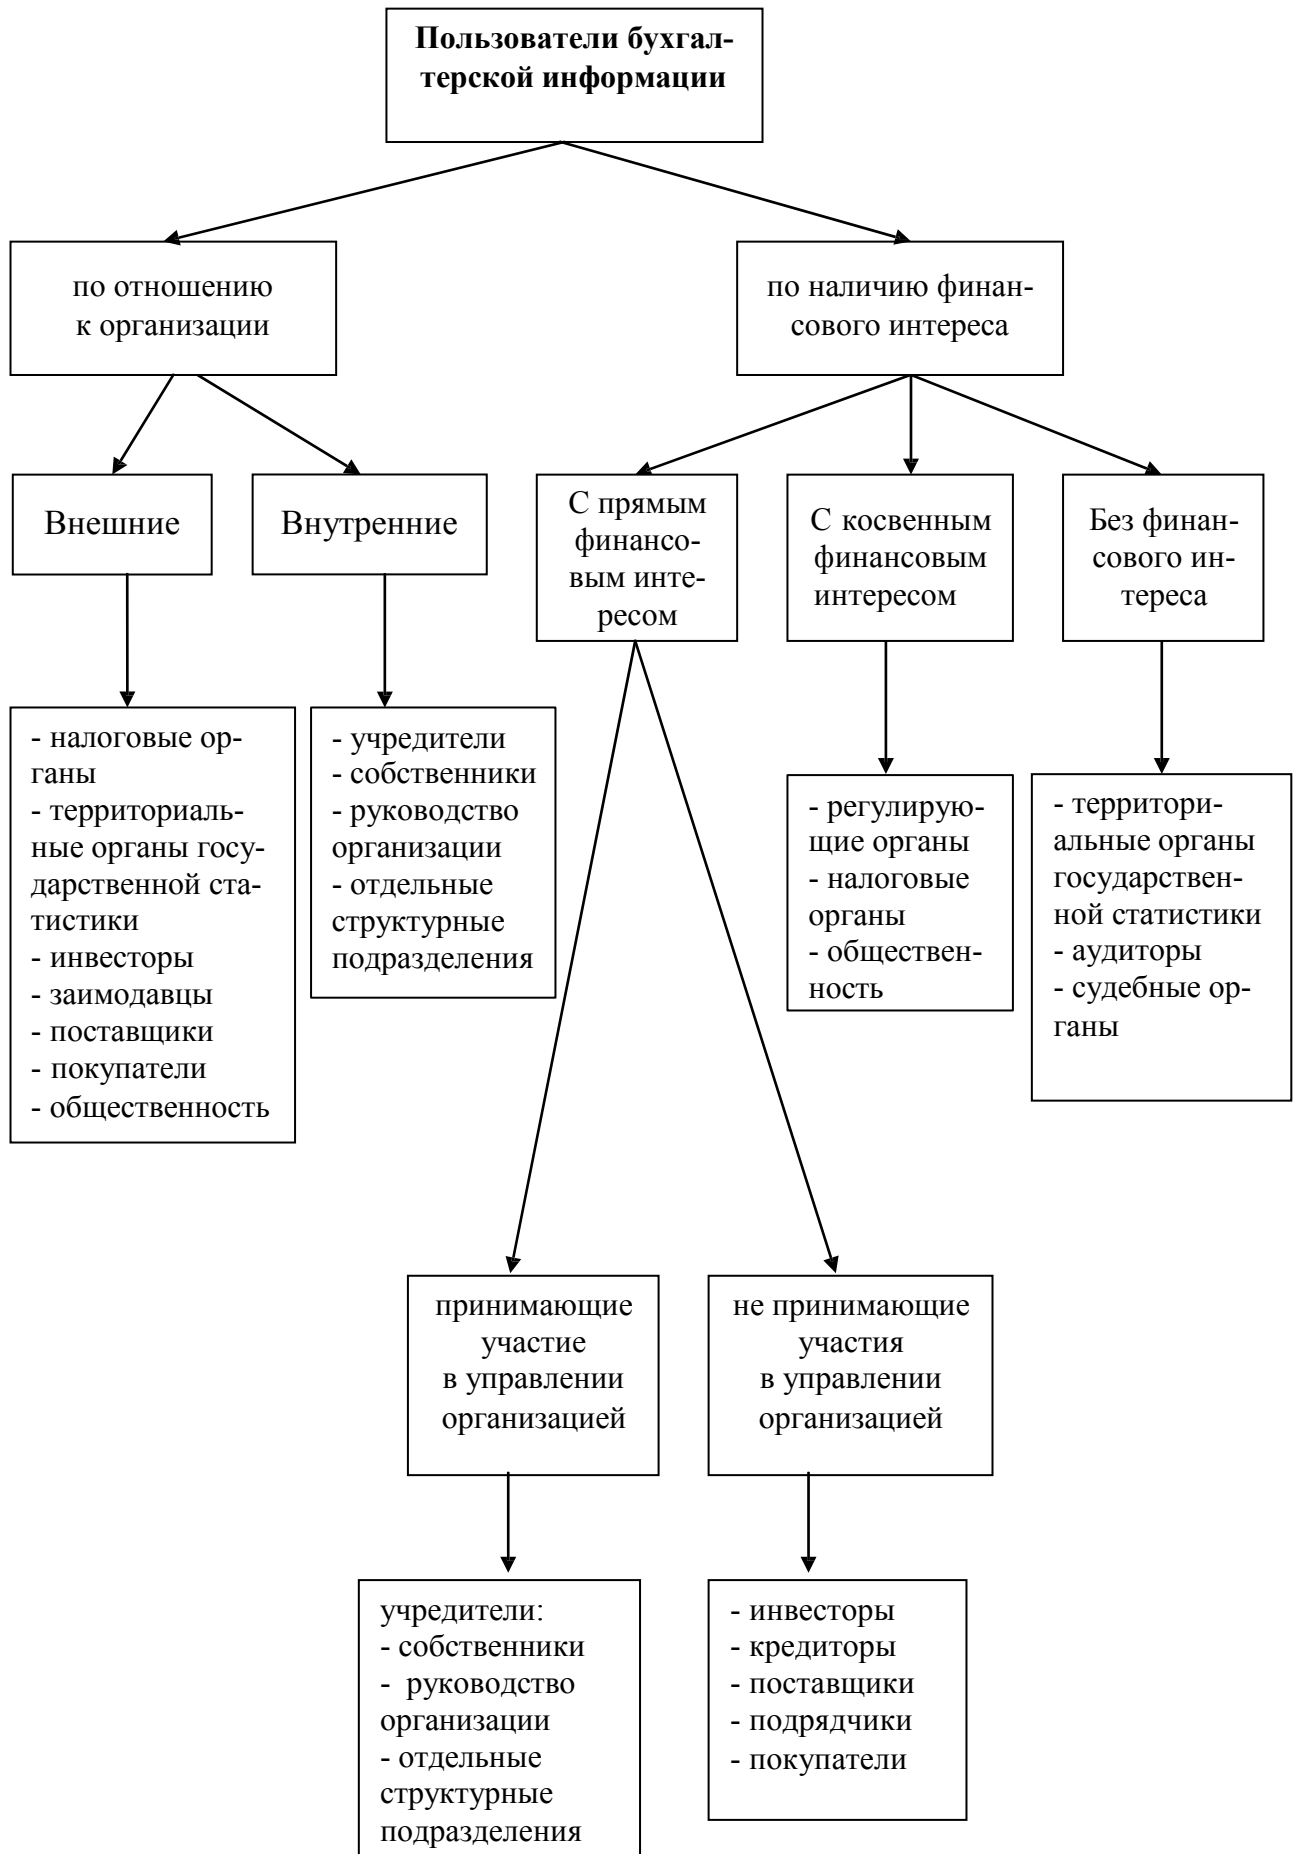 Пользователи бухгал-
терской информации
по отношению
к организации
по наличию финан-
сового интереса
Внешние
Внутренние
С прямым
финансо-
вым инте-
ресом
С косвенным
финансовым
интересом
Без финан-
сового ин-
тереса
- налоговые ор-
ганы
- территориаль-
ные органы госу-
дарственной ста-
тистики
- инвесторы
- заимодавцы
- поставщики
- покупатели
- общественность
- учредители
- собственники
- руководство
организации
- отдельные
структурные
подразделения
- регулирую-
щие органы
- налоговые
органы
- обществен-
ность
- территори-
альные органы
государствен-
ной статистики
- аудиторы
- судебные ор-
ганы
принимающие
участие
в управлении
организацией
не принимающие
участия
в управлении
организацией
учредители:
- собственники
- руководство
организации
- отдельные
структурные
подразделения
- инвесторы
- кредиторы
- поставщики
- подрядчики
- покупатели